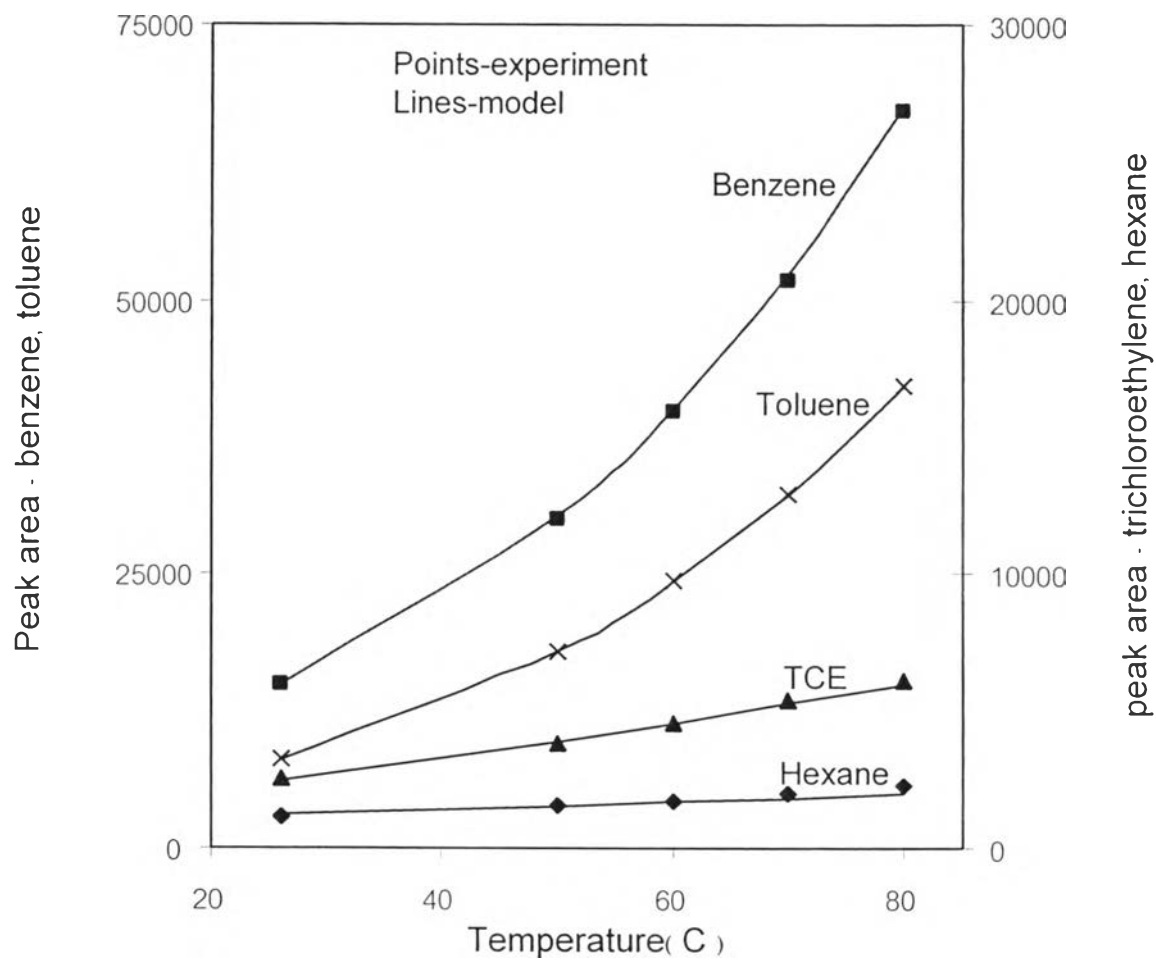 75000
30000
Points-experiment
Lines-model
Benzene
50000
20000
Toluene
25000
10000
TCE
Hexane
0
0
20
40
60
80
Temperature( C )
Peak area - benzene, toluene
peak area - trichloroethylene, hexane